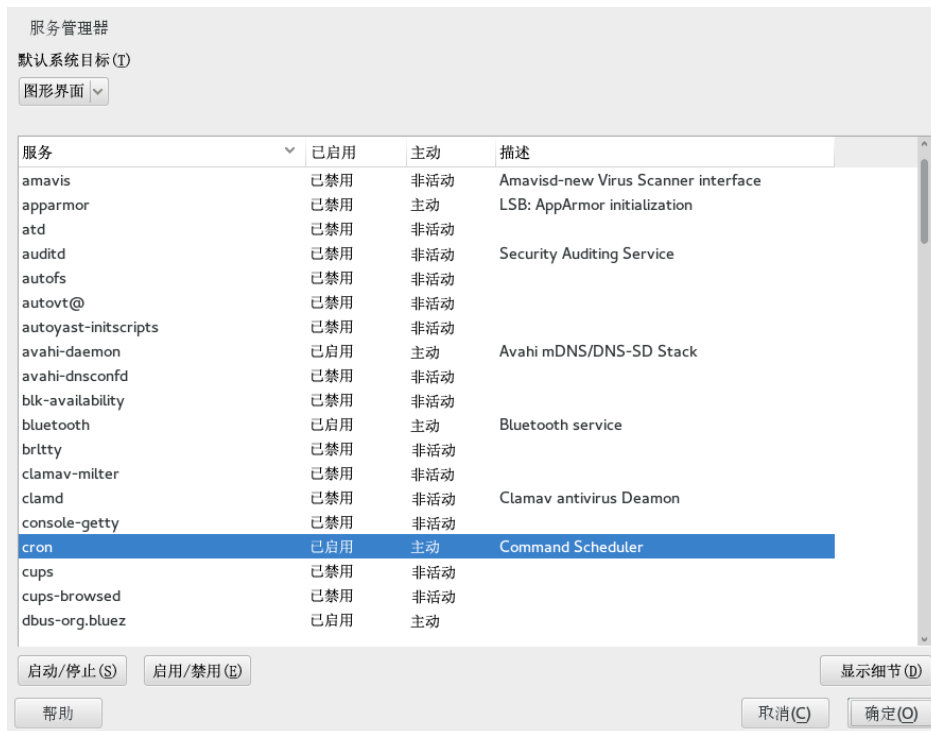 服务管理器
默认系统目标(T)
图形界面
服务 已启用 主动 描述
amavis 已禁用 非活动 Amavisd-new Virus Scanner interface
apparmor 已禁用 主动 LSB: AppArmor initialization
atd 已禁用 非活动
auditd 已禁用 非活动 Security Auditing Service
autofs 已禁用 非活动
autovt@ 已禁用 非活动
autoyast-initscripts 已禁用 非活动
avahi-daemon 已启用 主动 Avahi mDNS/DNS-SD Stack
avahi-dnsconfd 已禁用 非活动
blk-availability 已禁用 非活动
bluetooth 已启用 主动 Bluetooth service
brltty 已禁用 非活动
clamav-milter 已禁用 非活动
clamd 已禁用 非活动 Clamav antivirus Deamon
console-getty 已禁用 非活动
cron 已启用 主动 Command Scheduler
cups 已禁用 非活动
cups-browsed 已禁用 非活动
dbus-org.bluez 已启用 主动
启动/停止(S) 启用/禁用(E) 显示细节(D)
帮助 取消(C) 确定(O)